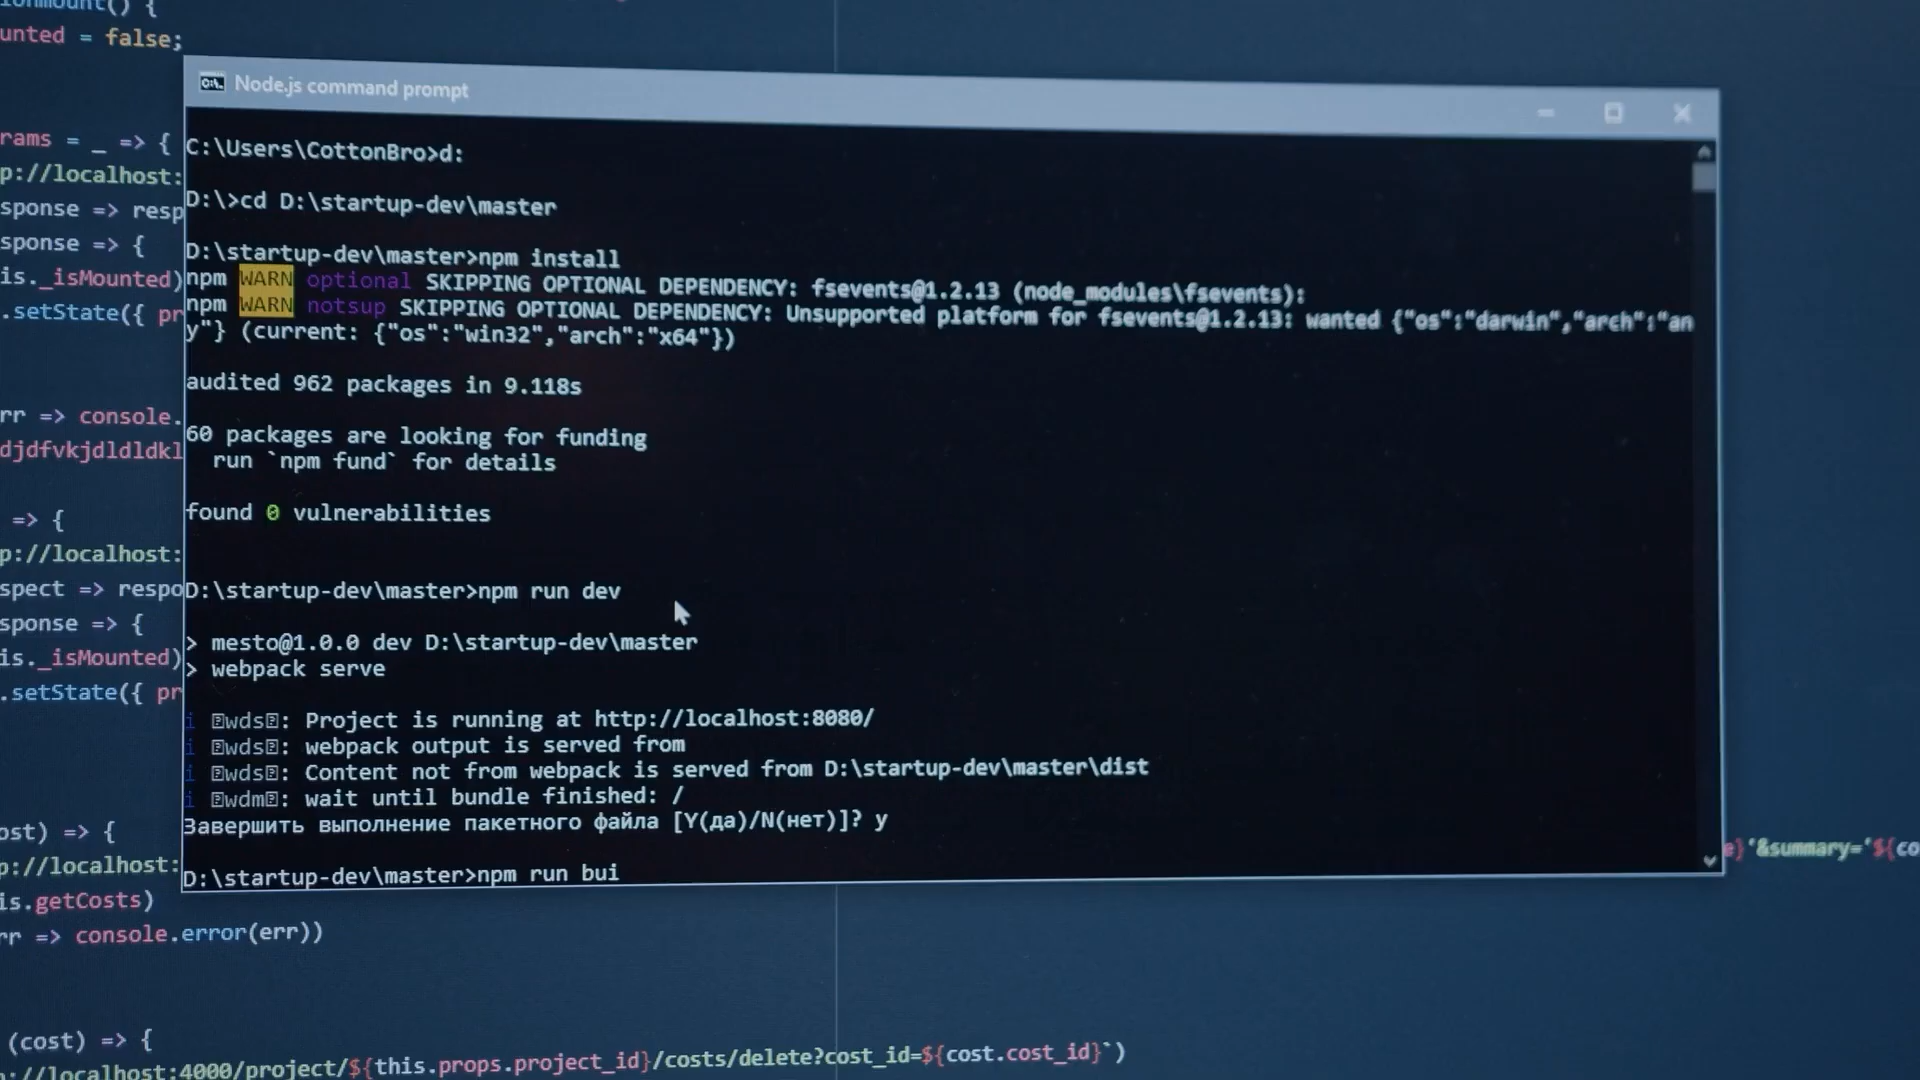 unted = false;
Node.js command prompt
C:\Users\CottonBro>d:
D:\>cd D:\startup-dev\master
D:\startup-dev\master>npm install
npm WARN optional SKIPPING OPTIONAL DEPENDENCY: fsevents@1.2.13 (node_modules\fsevents):
npm WARN notsup SKIPPING OPTIONAL DEPENDENCY: Unsupported platform for fsevents@1.2.13: wanted {"os":"darwin","arch":"an
y"} (current: {"os":"win32","arch":"x64"})
audited 962 packages in 9.118s
60 packages are looking for funding
run `npm fund` for details
found 0 vulnerabilities
D:\startup-dev\master>npm run dev
> mesto@1.0.0 dev D:\startup-dev\master
> webpack serve
i ⍰wds⍰: Project is running at http://localhost:8080/
i ⍰wds⍰: webpack output is served from
i ⍰wds⍰: Content not from webpack is served from D:\startup-dev\master\dist
i ⍰wdm⍰: wait until bundle finished: /
Завершить выполнение пакетного файла [Y(да)/N(нет)]? y
D:\startup-dev\master>npm run bui
rams = _ => {
p://localhost:
sponse => resp
sponse => {
is._isMounted)
.setState({ pr
rr => console.
djdfvkjdldldkl
=> {
p://localhost:
spect => respo
sponse => {
is._isMounted)
.setState({ pr
ost) => {
p://localhost:
e}'&summary='${co
is.getCosts)
rr => console.error(err))
(cost) => {
://localhost:4000/project/${this.props.project_id}/costs/delete?cost_id=${cost.cost_id}`)